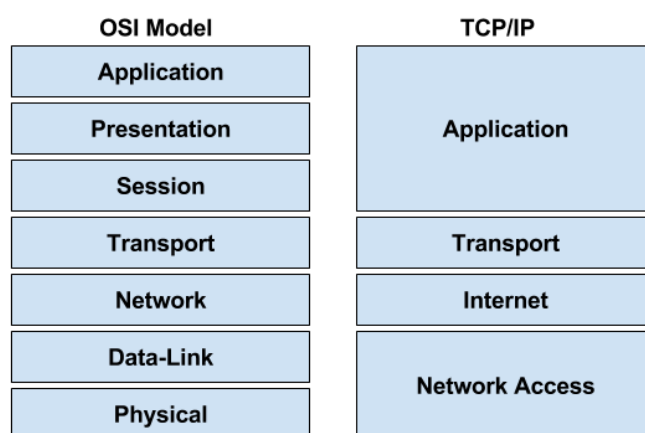 OSI Model
Application
Presentation
Session
Transport
Network
Data-Link
Physical
TCP/IP
Application
Transport
Internet
Network Access